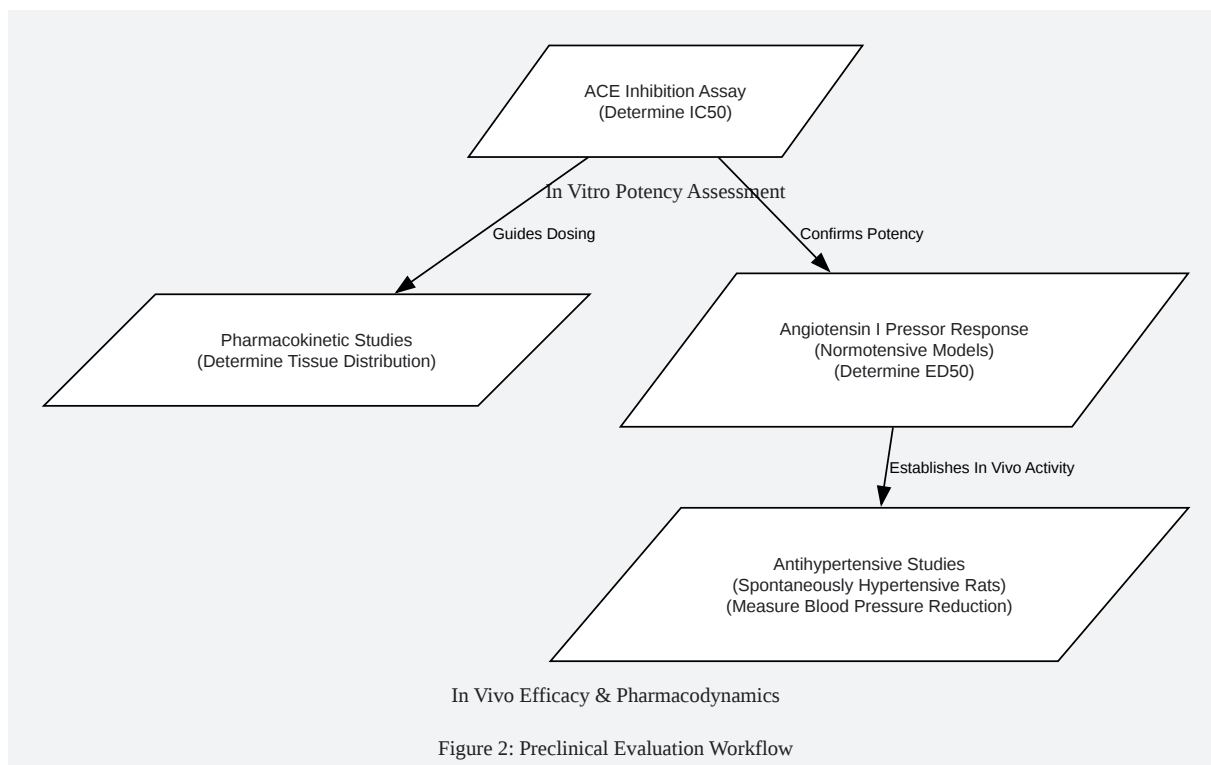 ACE Inhibition Assay
(Determine IC50)
In Vitro Potency Assessment
Guides Dosing
Confirms Potency
Pharmacokinetic Studies
(Determine Tissue Distribution)
Angiotensin I Pressor Response
(Normotensive Models)
(Determine ED50)
Establishes In Vivo Activity
Antihypertensive Studies
(Spontaneously Hypertensive Rats)
(Measure Blood Pressure Reduction)
In Vivo Efficacy & Pharmacodynamics
Figure 2: Preclinical Evaluation Workflow